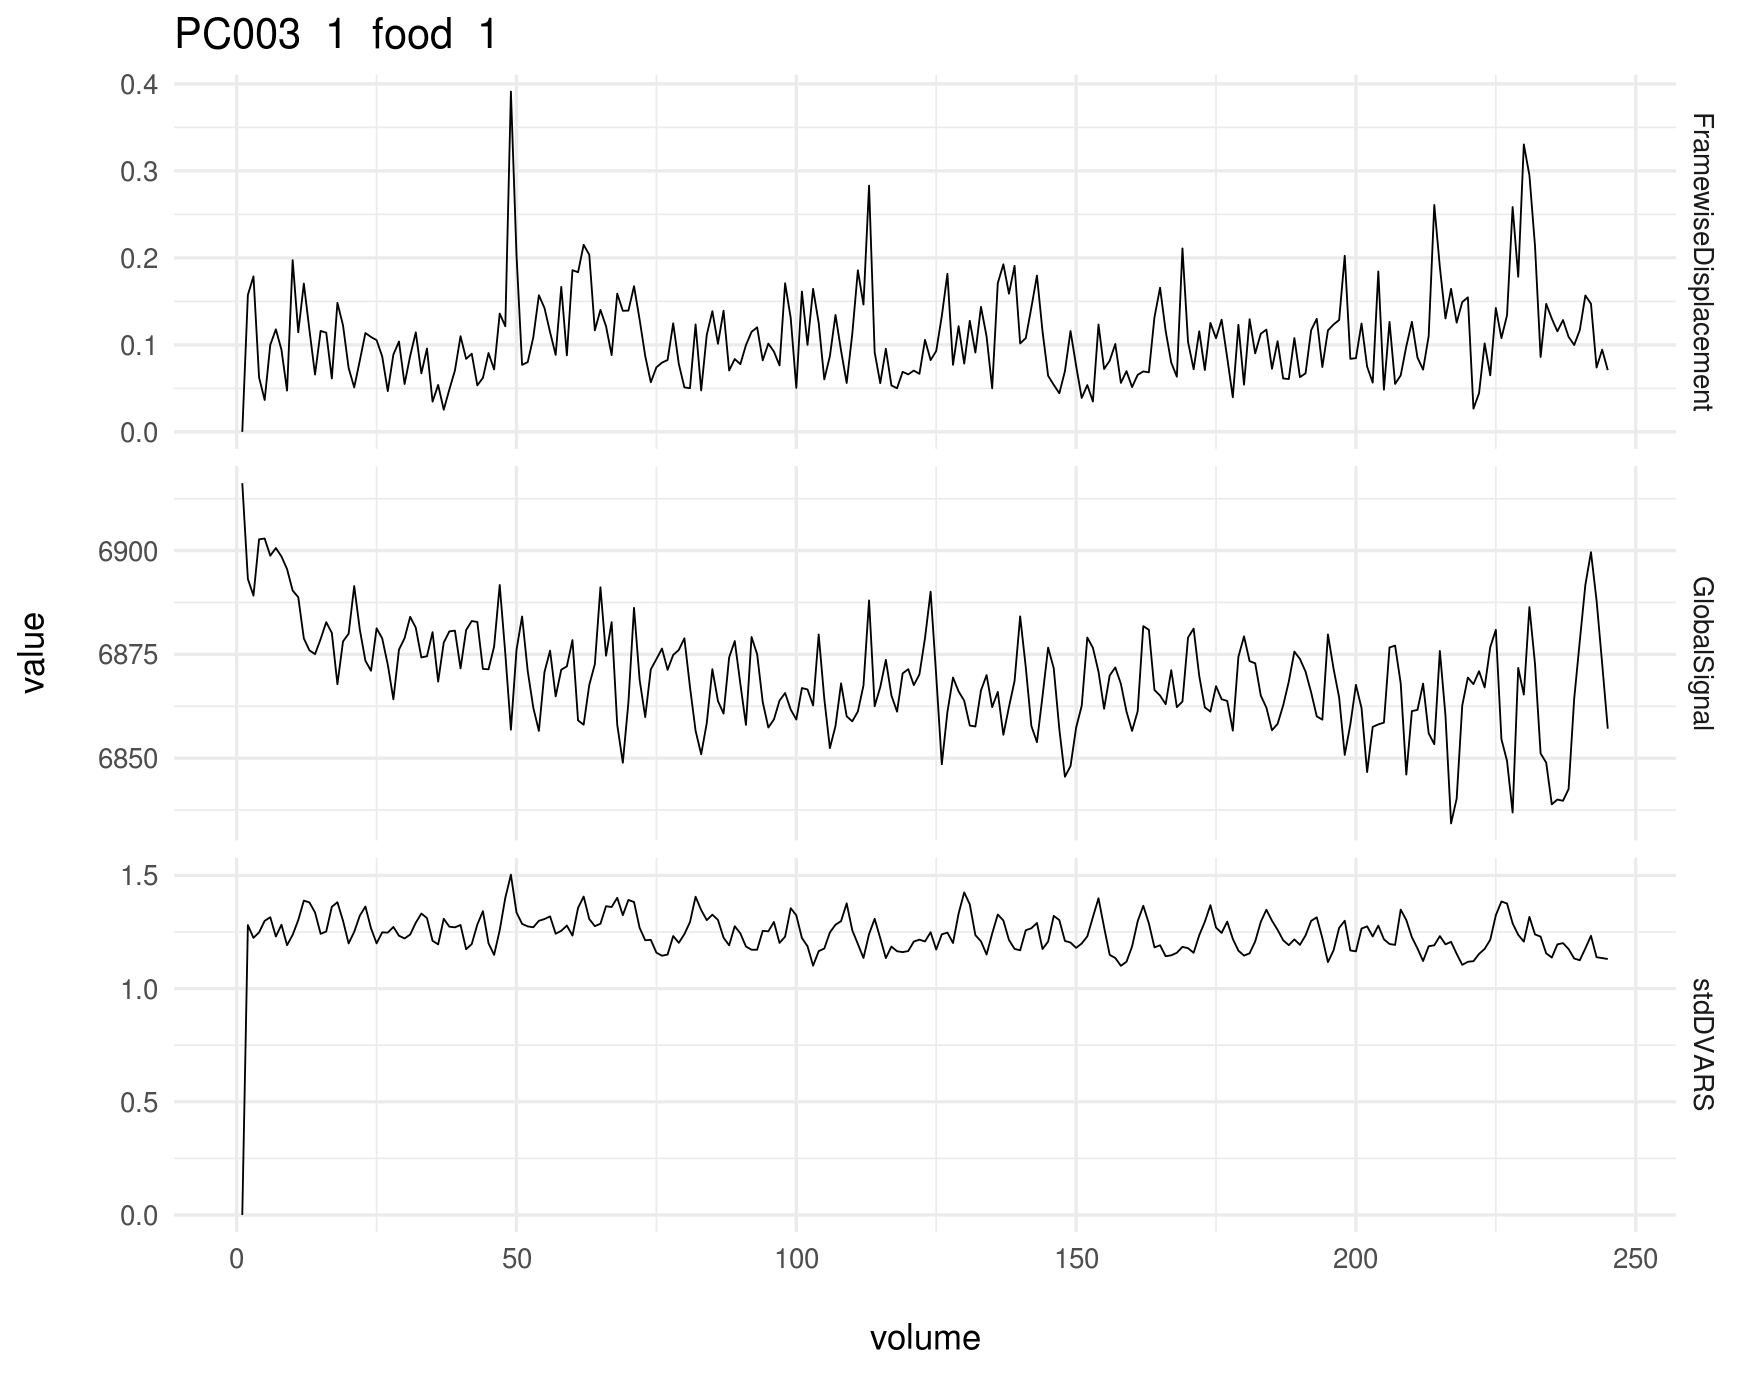 PC003 1 food 1
0.4
0.3
0.2
0.1
0.0
FramewiseDisplacement
6900
6875
6850
GlobalSignal
value
1.5
1.0
0.5
0.0
stdDVARS
0 50 100 150 200 250
volume